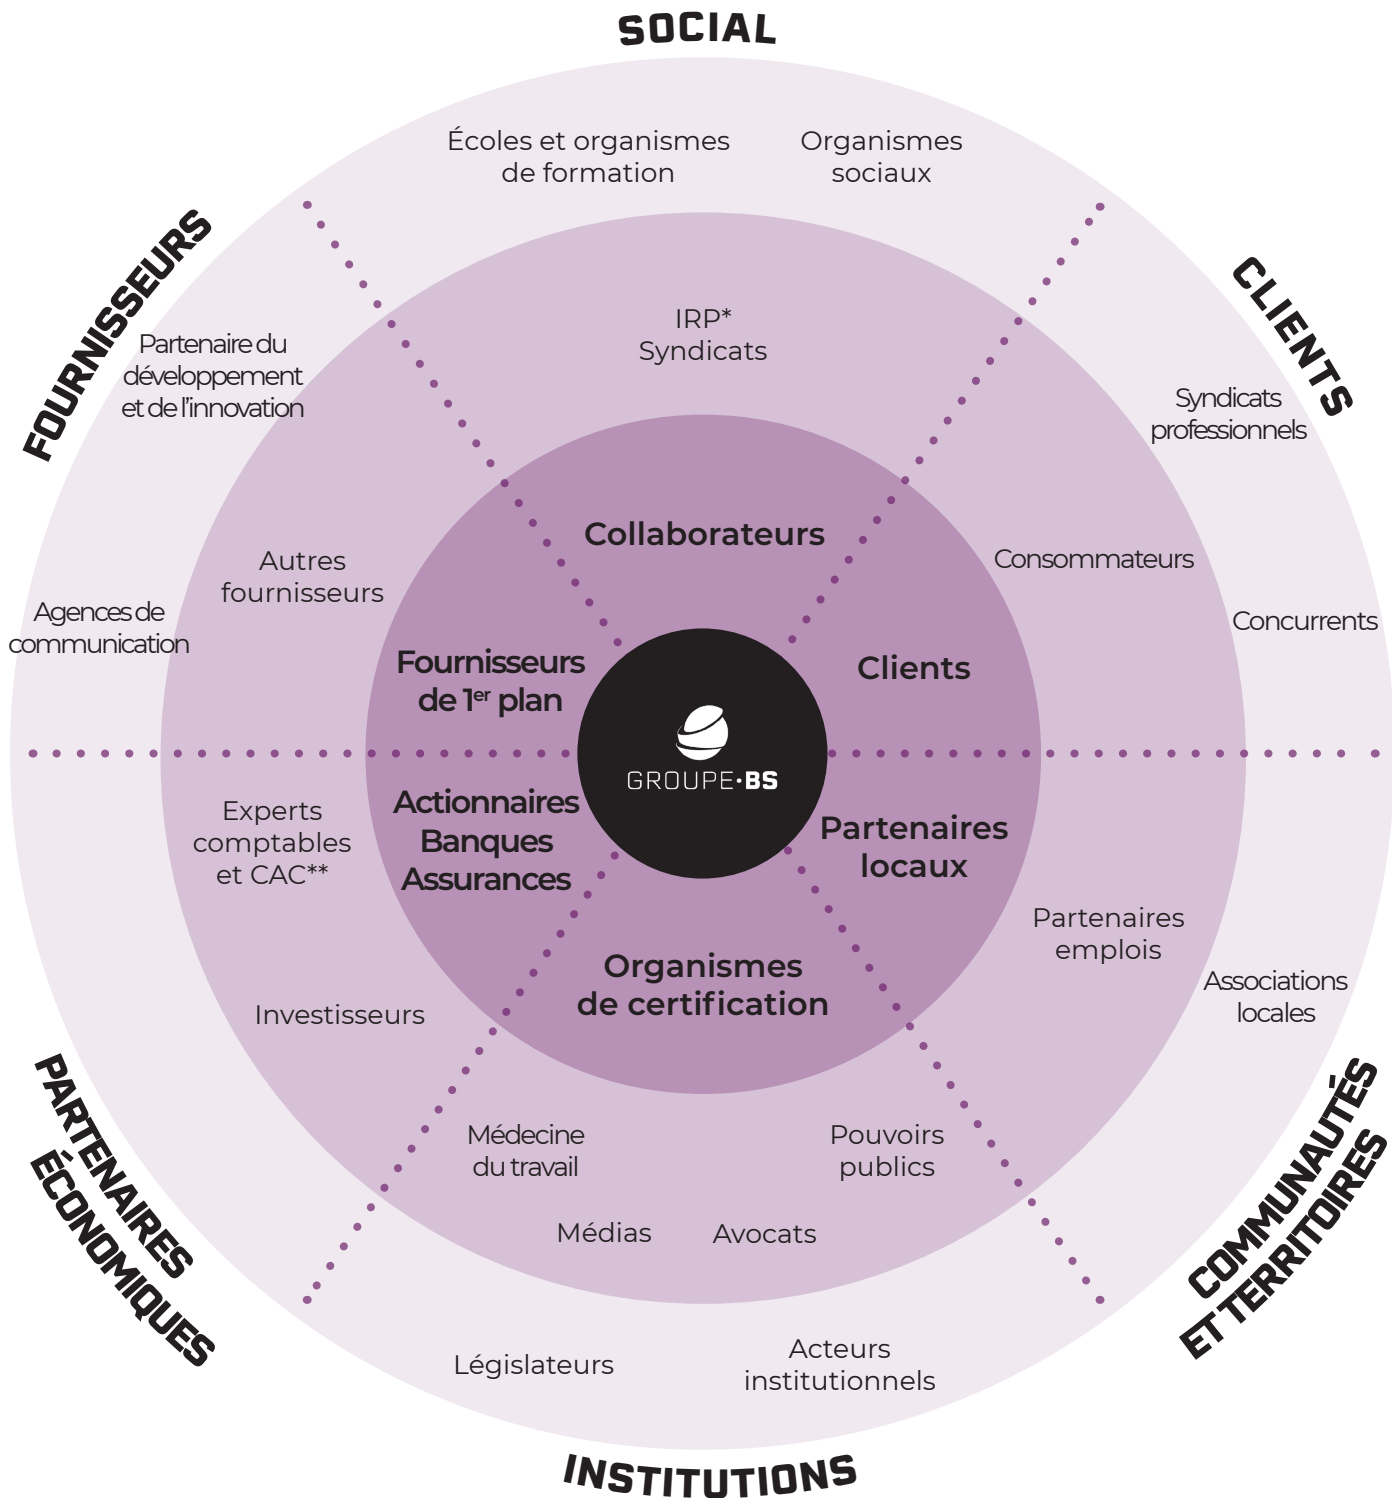 SOCIAL
Écoles et organismes
de formation
Organismes
sociaux
IRP*
Syndicats
Collaborateurs
FOURNISSEURS
Partenaire du
développement
et de l'innovation
Autres
fournisseurs
Agences de
communication
Fournisseurs
de 1er plan
CLIENTS
Syndicats
professionnels
Consommateurs
Concurrents
Clients
GROUPE·BS
Actionnaires
Banques
Assurances
Experts
comptables
et CAC**
Investisseurs
PARTENAIRES
ÉCONOMIQUES
Partenaires
locaux
Partenaires
emplois
Associations
locales
COMMUNAUTÉS
ET TERRITOIRES
Organismes
de certification
Médecine
du travail
Pouvoirs
publics
Médias
Avocats
Législateurs
Acteurs
institutionnels
INSTITUTIONS